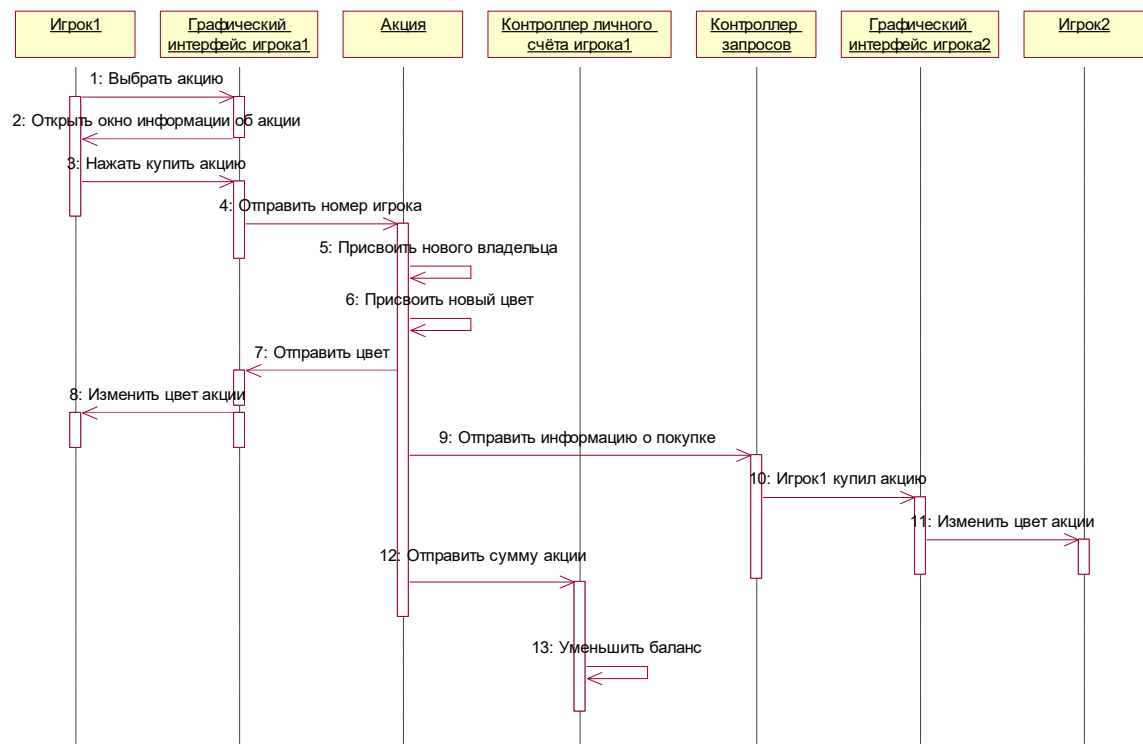 Игрок1
Графический
интерфейс игрока1
Акция
Контроллер личного
счёта игрока1
Контроллер
запросов
Графический
интерфейс игрока2
Игрок2
1: Выбрать акцию
2: Открыть окно информации об акции
3: Нажать купить акцию
4: Отправить номер игрока
5: Присвоить нового владельца
6: Присвоить новый цвет
7: Отправить цвет
8: Изменить цвет акции
9: Отправить информацию о покупке
10: Игрок1 купил акцию
11: Изменить цвет акции
12: Отправить сумму акции
13: Уменьшить баланс